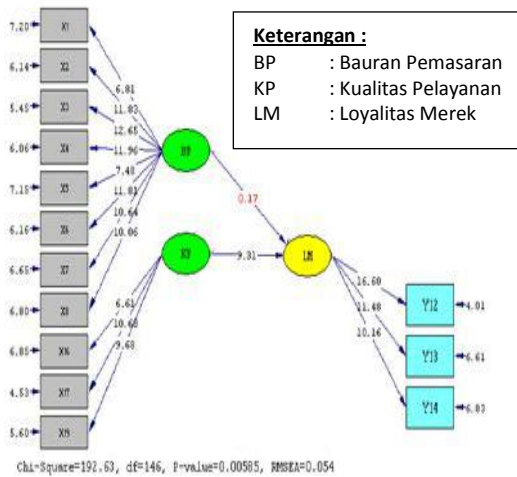 Keterangan :
BP : Bauran Pemasaran
KP : Kualitas Pelayanan
LM : Loyalitas Merek
7.20 X1
6.14 X2
5.45 X3
6.06 X4
7.15 X5
6.16 X6
6.65 X7
6.80 X8
6.85 X16
4.53 X17
5.60
6.81
11.83
12.65
11.96
7.48
11.81
10.64
10.06
BP
0.17
6.61
10.68
9.68
KP
9.31
LM
16.60
11.48
10.16
Y12 4.01
Y13 6.61
Y14 6.83
Chi-Square=192.63, df=146, P-value=0.00585, RMSEA=0.054